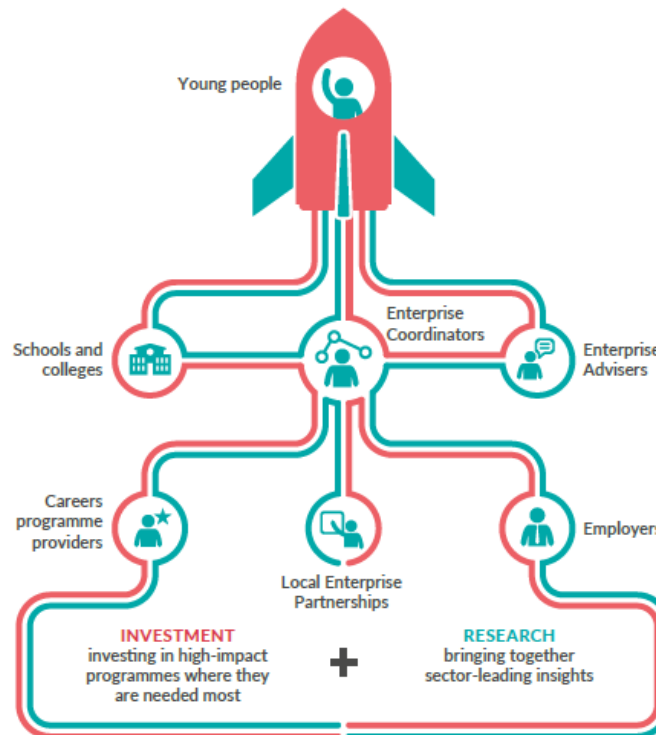 Young people
Enterprise
Coordinators
Schools and
colleges
Enterprise
Advisers
Careers
programme
providers
Local Enterprise
Partnerships
Employers
INVESTMENT
investing in high-impact
programmes where they
are needed most
+
RESEARCH
bringing together
sector-leading insights